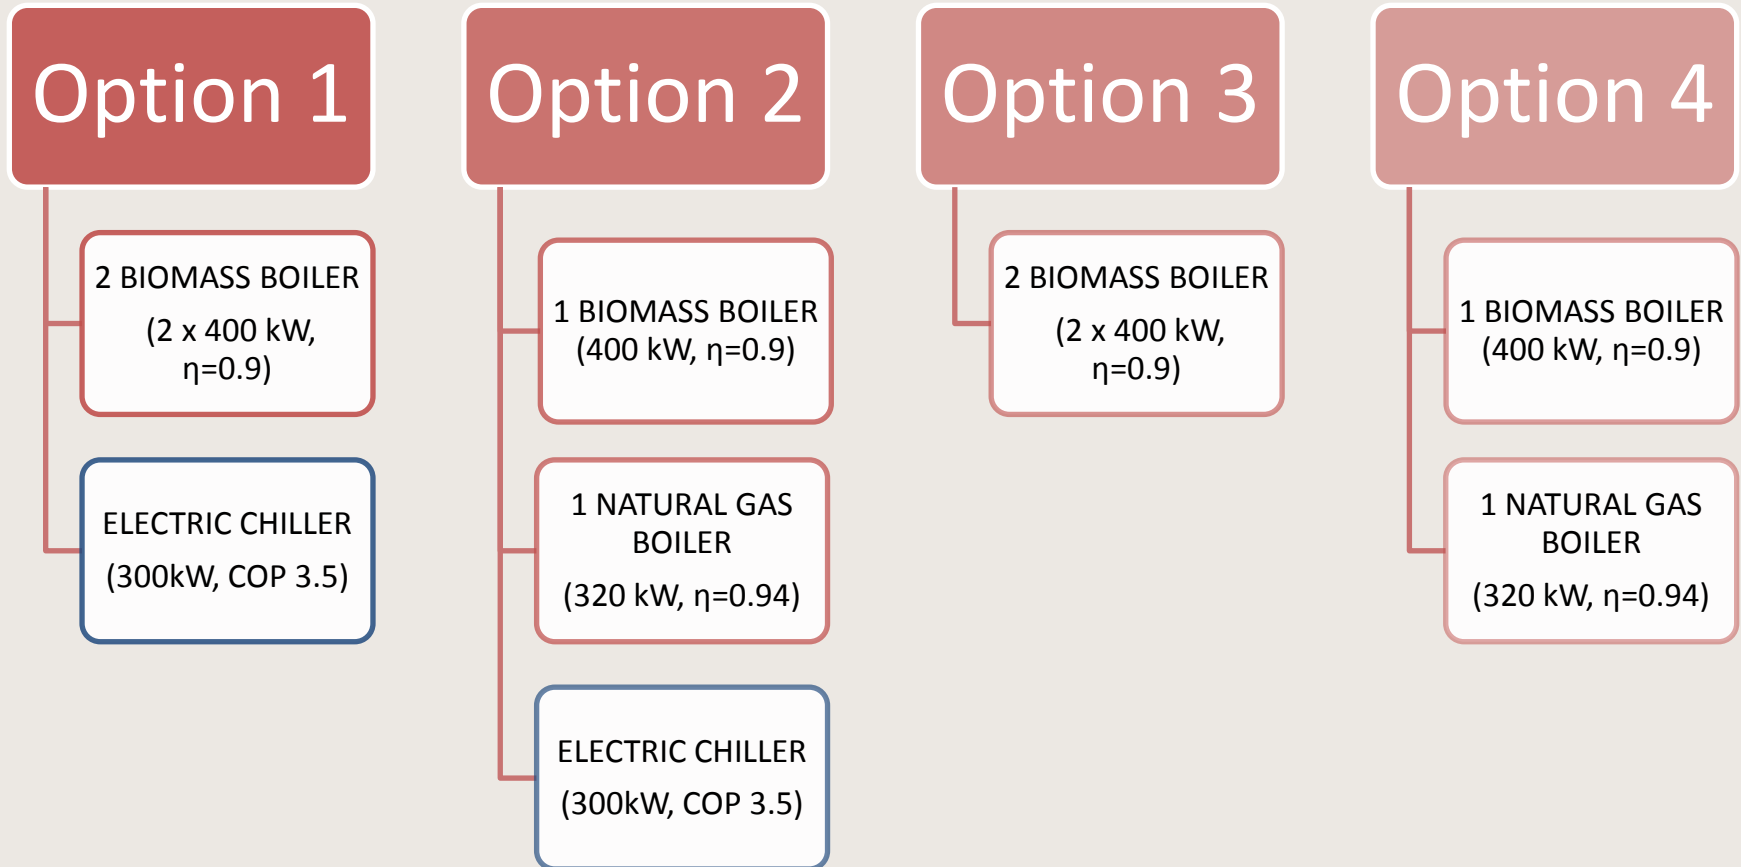 Option 1
2 BIOMASS BOILER
(2 x 400 kW,
η=0.9)
ELECTRIC CHILLER
(300kW, COP 3.5)
Option 2
1 BIOMASS BOILER
(400 kW, η=0.9)
1 NATURAL GAS
BOILER
(320 kW, η=0.94)
ELECTRIC CHILLER
(300kW, COP 3.5)
Option 3
2 BIOMASS BOILER
(2 x 400 kW,
η=0.9)
Option 4
1 BIOMASS BOILER
(400 kW, η=0.9)
1 NATURAL GAS
BOILER
(320 kW, η=0.94)